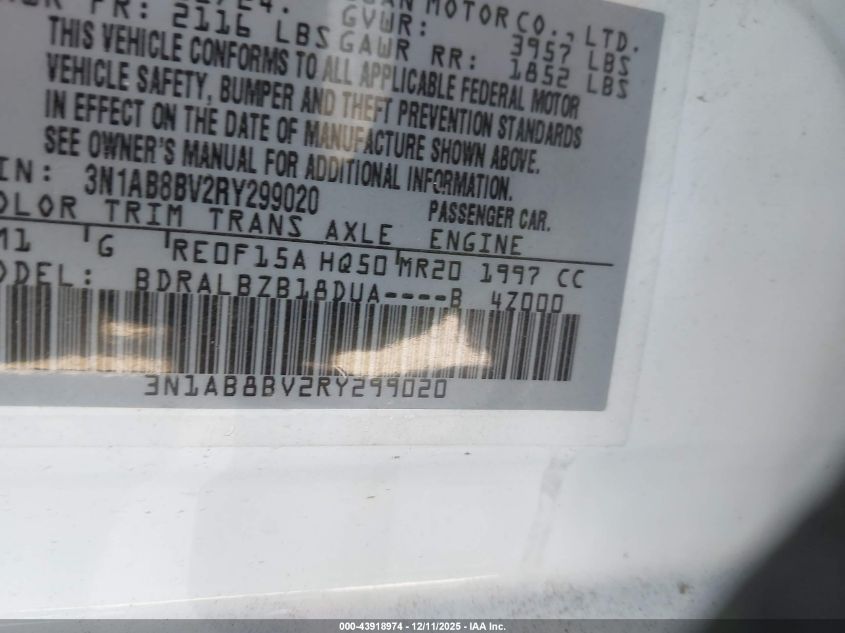 MOTOR CO., LTD.
FR: 2116 LBS GAWR RR: 1852 LBS
GVWR: 3957 LBS
THIS VEHICLE CONFORMS TO ALL APPLICABLE FEDERAL MOTOR
VEHICLE SAFETY, BUMPER AND THEFT PREVENTION STANDARDS
IN EFFECT ON THE DATE OF MANUFACTURE SHOWN ABOVE.
SEE OWNER'S MANUAL FOR ADDITIONAL INFORMATION.
IN: 3N1AB8BV2RY299020 PASSENGER CAR.
OLOR TRIM TRANS AXLE ENGINE
M1 G RE0F15A HQ50 MR20 1997 CC
ODEL: BDRALBZB18DUA----B 4Z000
3N1AB8BV2RY299020
000-43918974 - 12/11/2025 - IAA Inc.